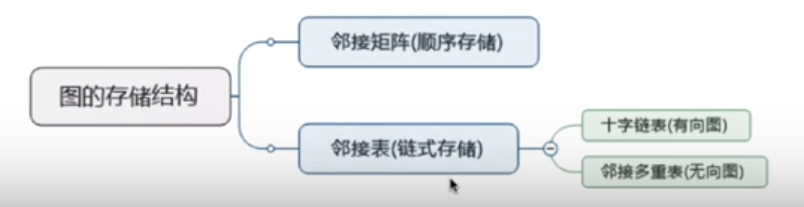 图的存储结构
邻接矩阵(顺序存储)
邻接表(链式存储)
十字链表(有向图)
邻接多重表(无向图)